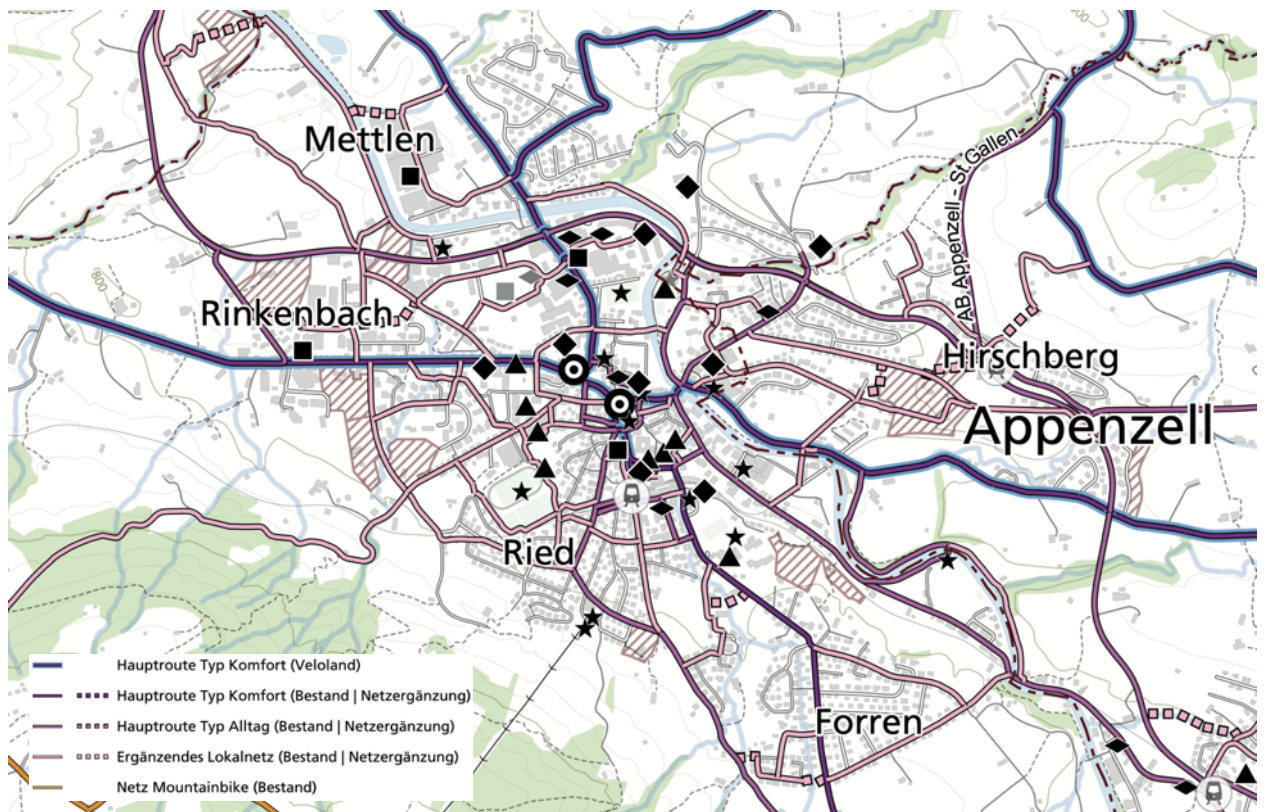 800
Mettlen
AB Appenzell - St.Gallen
800
Rinkenbach
Hirschberg
Appenzell
Ried
Forren
Hauptroute Typ Komfort (Veloland)
Hauptroute Typ Komfort (Bestand | Netzergänzung)
Hauptroute Typ Alltag (Bestand | Netzergänzung)
Ergänzendes Lokalnetz (Bestand | Netzergänzung)
Netz Mountainbike (Bestand)